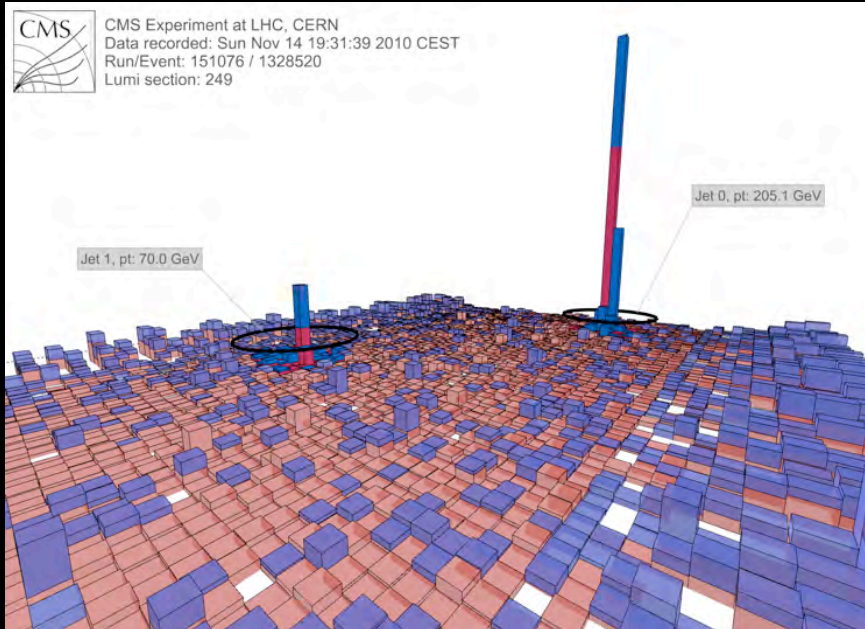 CMS
CMS Experiment at LHC, CERN
Data recorded: Sun Nov 14 19:31:39 2010 CEST
Run/Event: 151076 / 1328520
Lumi section: 249
Jet 0, pt: 205.1 GeV
Jet 1, pt: 70.0 GeV